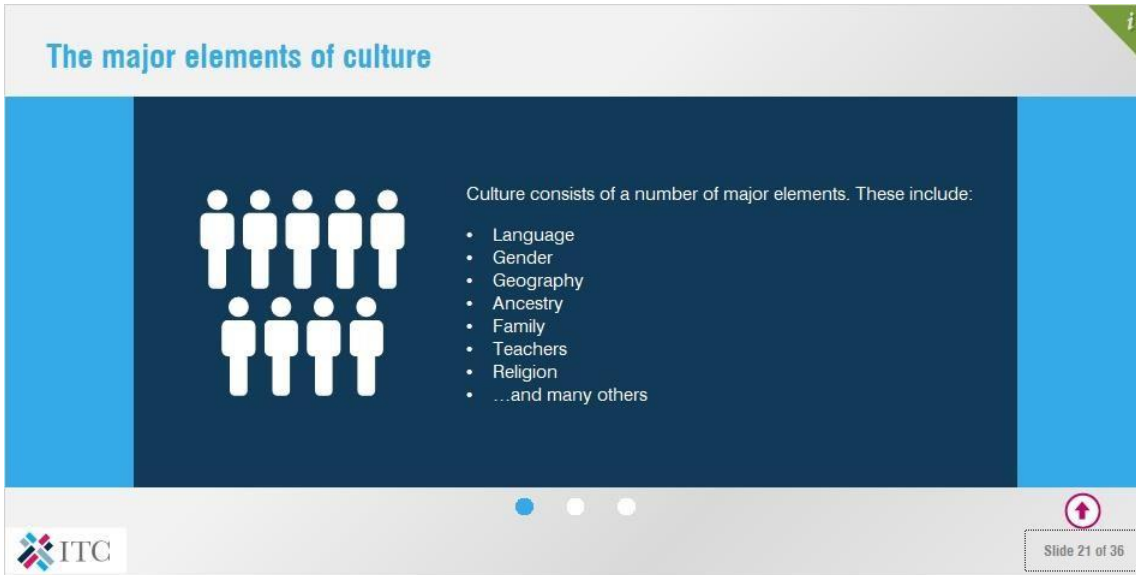 i
The major elements of culture
Culture consists of a number of major elements. These include:
• Language
• Gender
• Geography
• Ancestry
• Family
• Teachers
• Religion
• …and many others
ITC
Slide 21 of 36